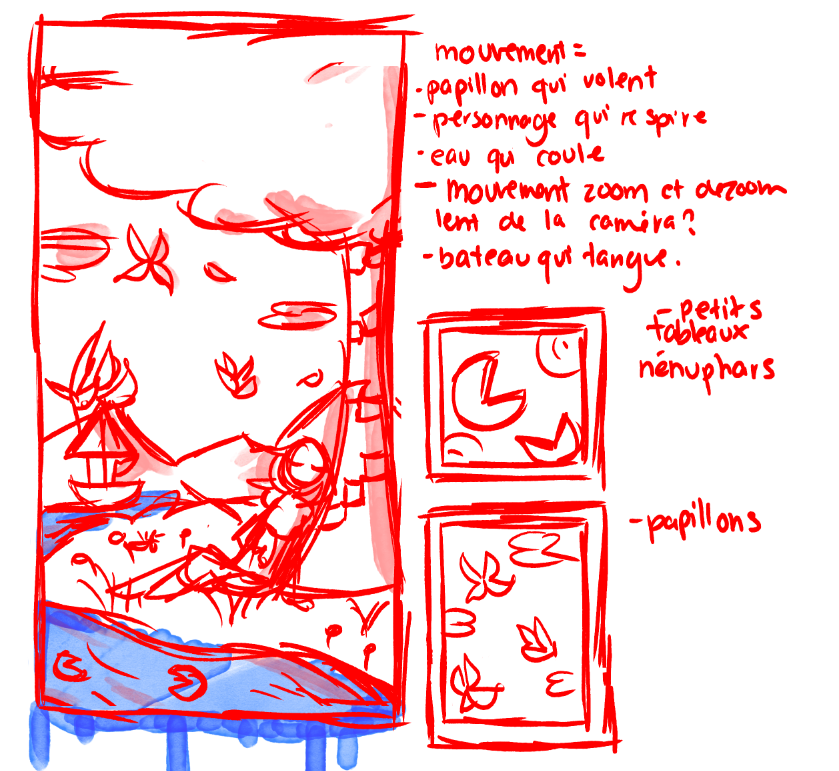 mouvement =
- papillon qui volent
- personnage qui respire
- eau qui coule
- mouvement zoom et dezoom
lent de la caméra?
- bateau qui tangue.
- petits
tableaux
nénuphars
- papillons